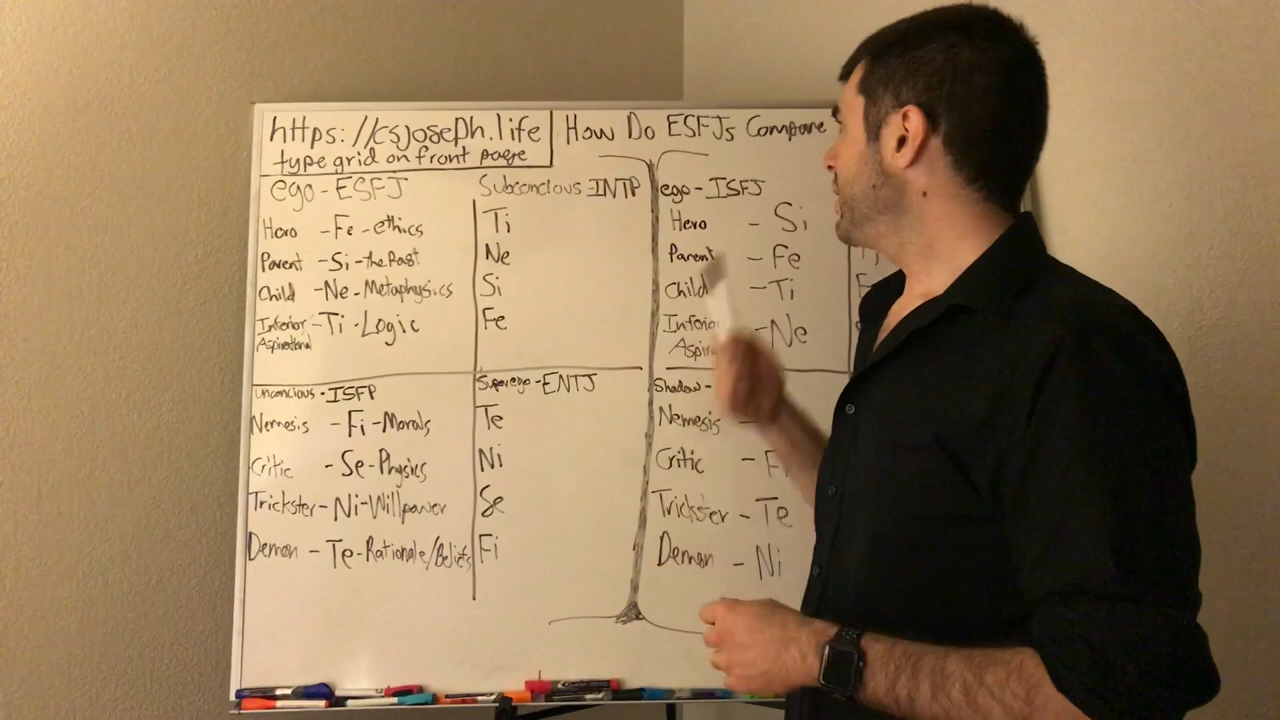 https://csjoseph.life
type grid on front page
How Do ESFJs Compare
ego-ESFJ
Hero -Fe-ethics
Parent -Si-the Past
Child -Ne-Metaphysics
Inferior -Ti-Logic
Aspirational
Subconcious-INTP
Ti
Ne
Si
Fe
Unconcious-ISFP
Nemesis -Fi-Morals
Critic -Se-Physics
Trickster-Ni-Willpower
Demon -Te-Rationale/Beliefs
Superego-ENTJ
Te
Ni
Se
Fi
ego-ISFJ
Hero -Si
Parent -Fe
Child -Ti
Inferior -Ne
Shadow-
Nemesis -
Critic -
Trickster -Te
Demon -Ni